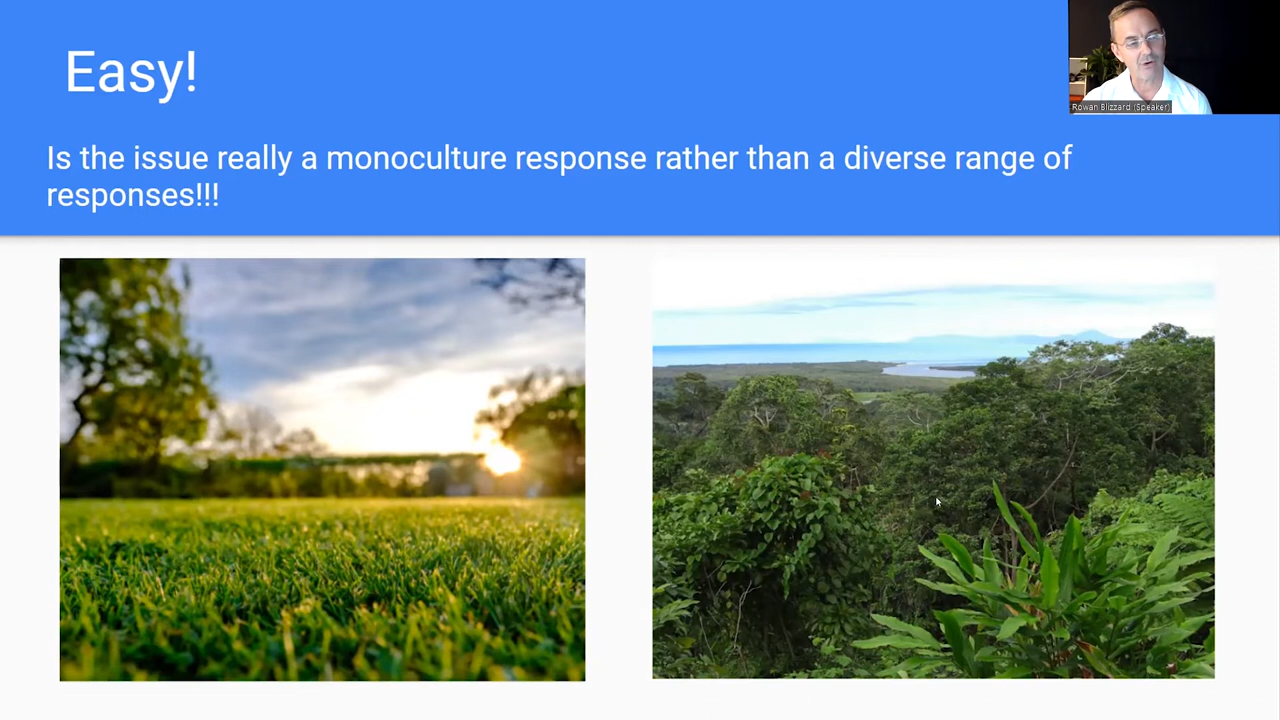 Easy!
Rowan Blizzard (Speaker)
Is the issue really a monoculture response rather than a diverse range of
responses!!!